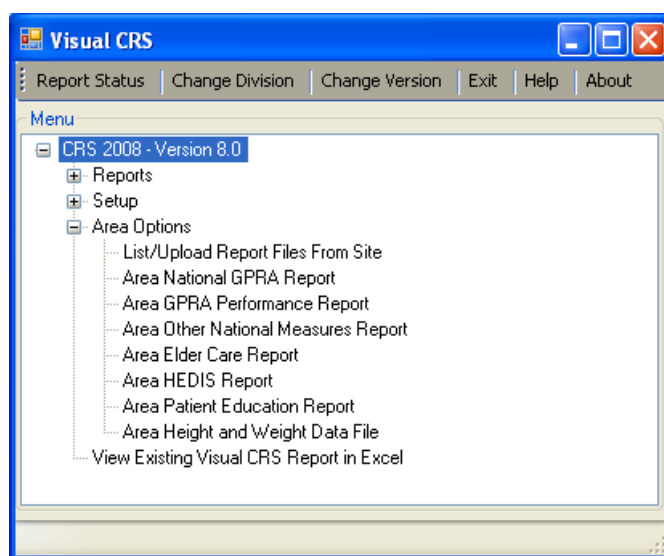 Visual CRS
Report Status Change Division Change Version Exit Help About
Menu
CRS 2008 - Version 8.0
Reports
Setup
Area Options
List/Upload Report Files From Site
Area National GPRA Report
Area GPRA Performance Report
Area Other National Measures Report
Area Elder Care Report
Area HEDIS Report
Area Patient Education Report
Area Height and Weight Data File
View Existing Visual CRS Report in Excel